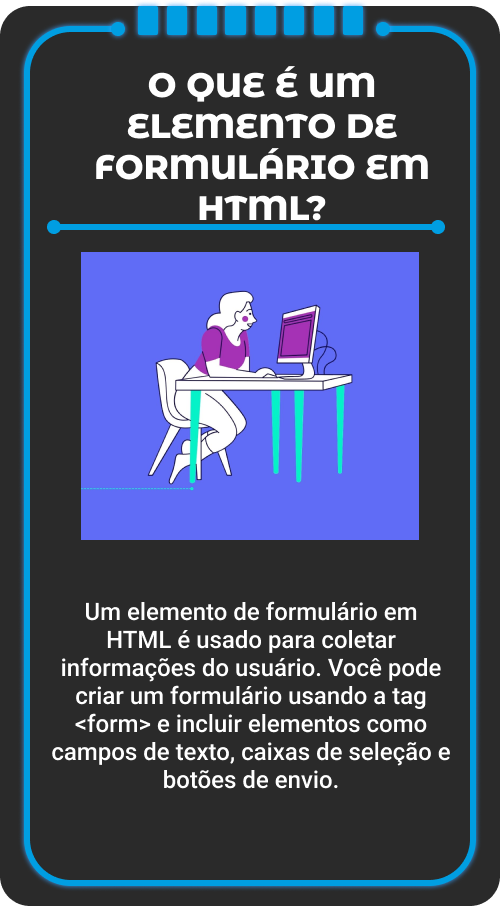 O QUE É UM
ELEMENTO DE
FORMULÁRIO EM
HTML?
Um elemento de formulário em
HTML é usado para coletar
informações do usuário. Você pode
criar um formulário usando a tag
<form> e incluir elementos como
campos de texto, caixas de seleção e
botões de envio.